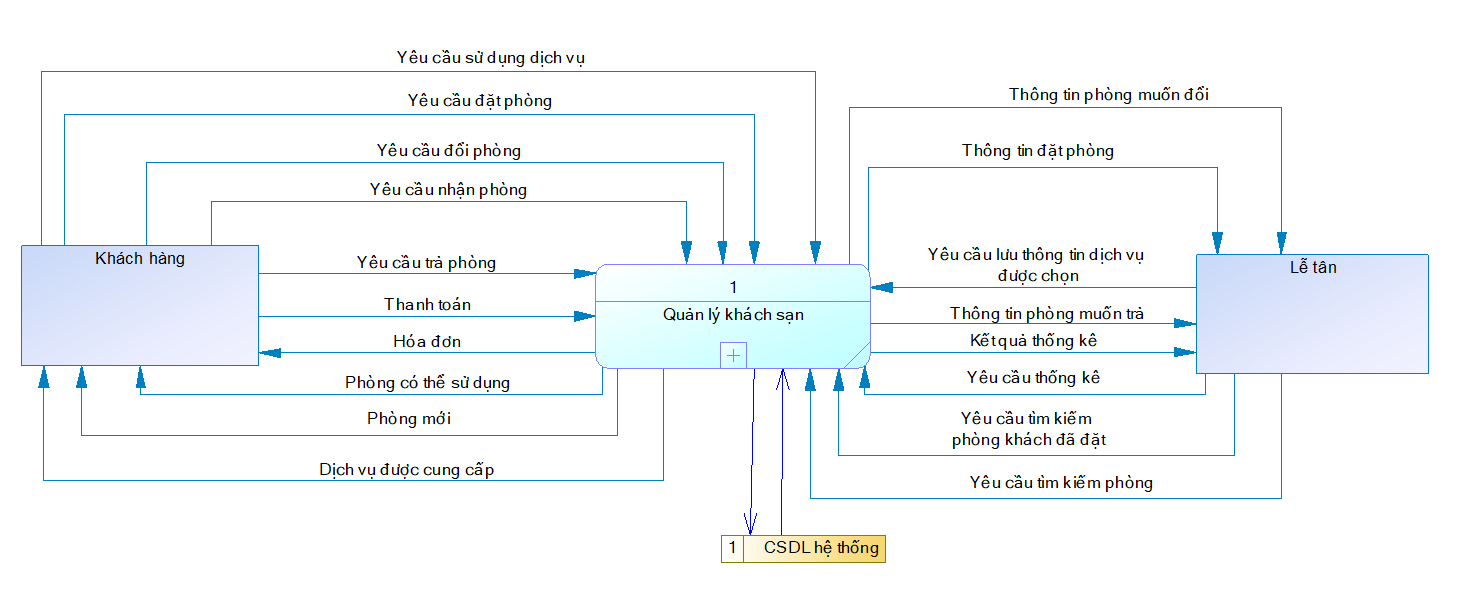 Yêu cầu sử dụng dịch vụ
Thông tin phòng muốn đổi
Yêu cầu đặt phòng
Yêu cầu đổi phòng
Thông tin đặt phòng
Yêu cầu nhận phòng
Khách hàng
Yêu cầu trả phòng
Yêu cầu lưu thông tin dịch vụ
được chọn
Lễ tân
1
Thanh toán
Quản lý khách sạn
Thông tin phòng muốn trả
Hóa đơn
Kết quả thống kê
Phòng có thể sử dụng
Yêu cầu thống kê
Phòng mới
Yêu cầu tìm kiếm
phòng khách đã đặt
Dịch vụ được cung cấp
Yêu cầu tìm kiếm phòng
1 CSDL hệ thống